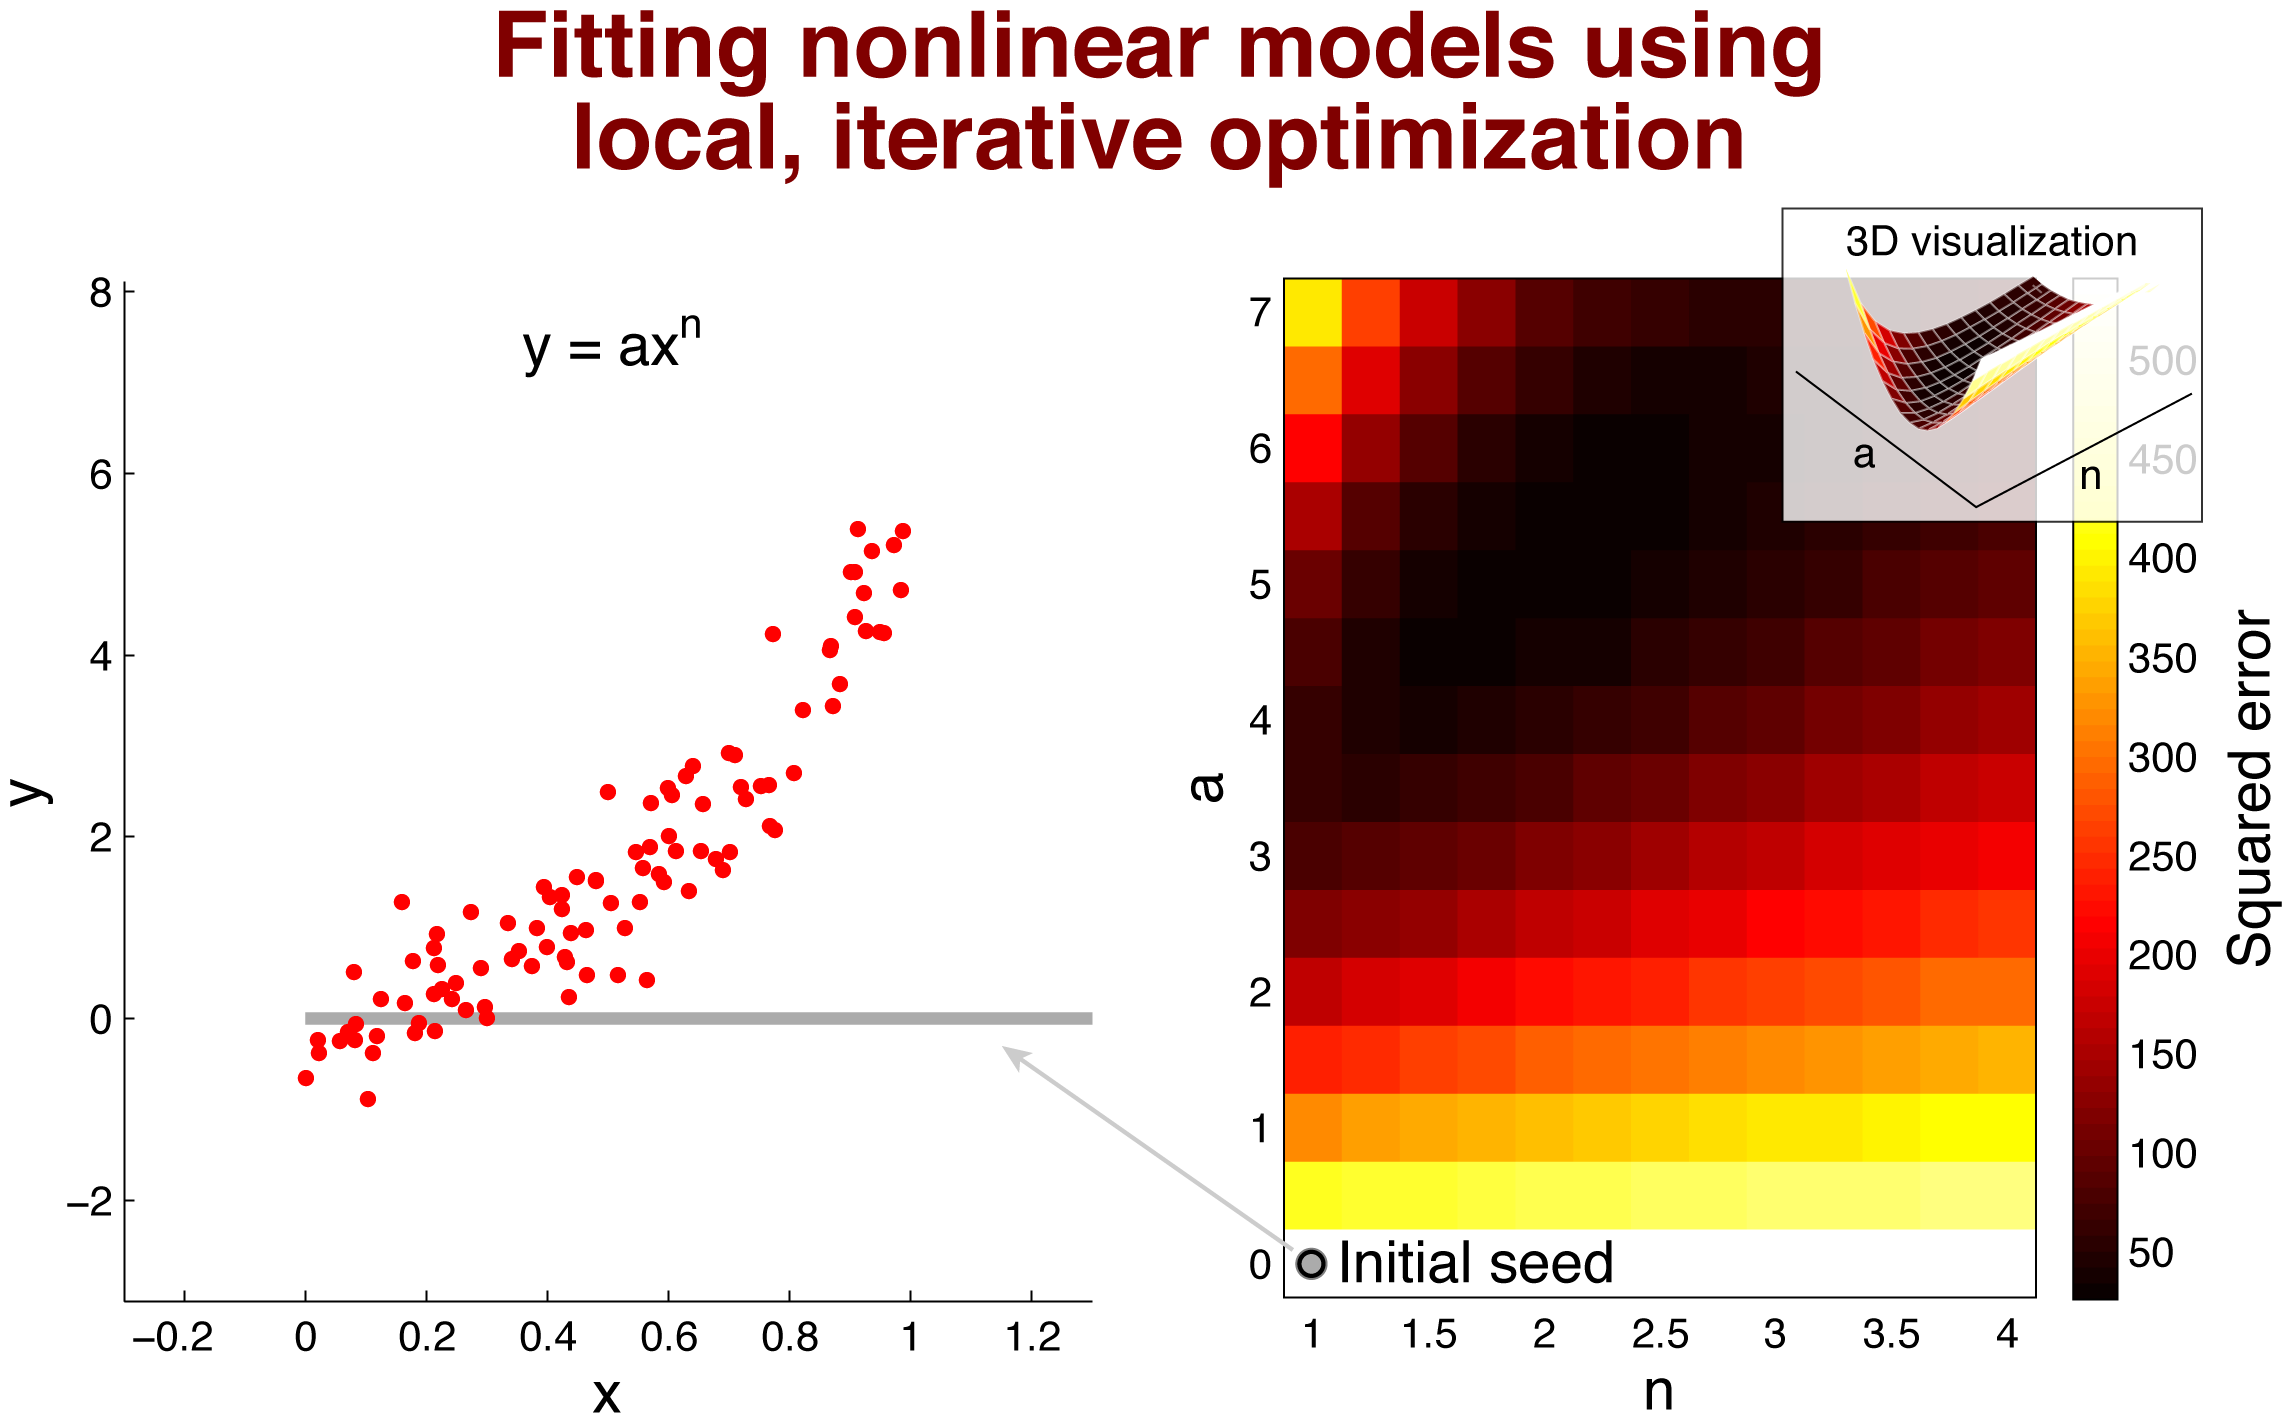 Fitting nonlinear models using
local, iterative optimization
y = ax^n
8
6
4
2
0
−2
y
−0.2 0 0.2 0.4 0.6 0.8 1 1.2
x
3D visualization
a
n
7
6
5
4
3
2
1
0
a
Initial seed
1 1.5 2 2.5 3 3.5 4
n
500
450
400
350
300
250
200
150
100
50
Squared error